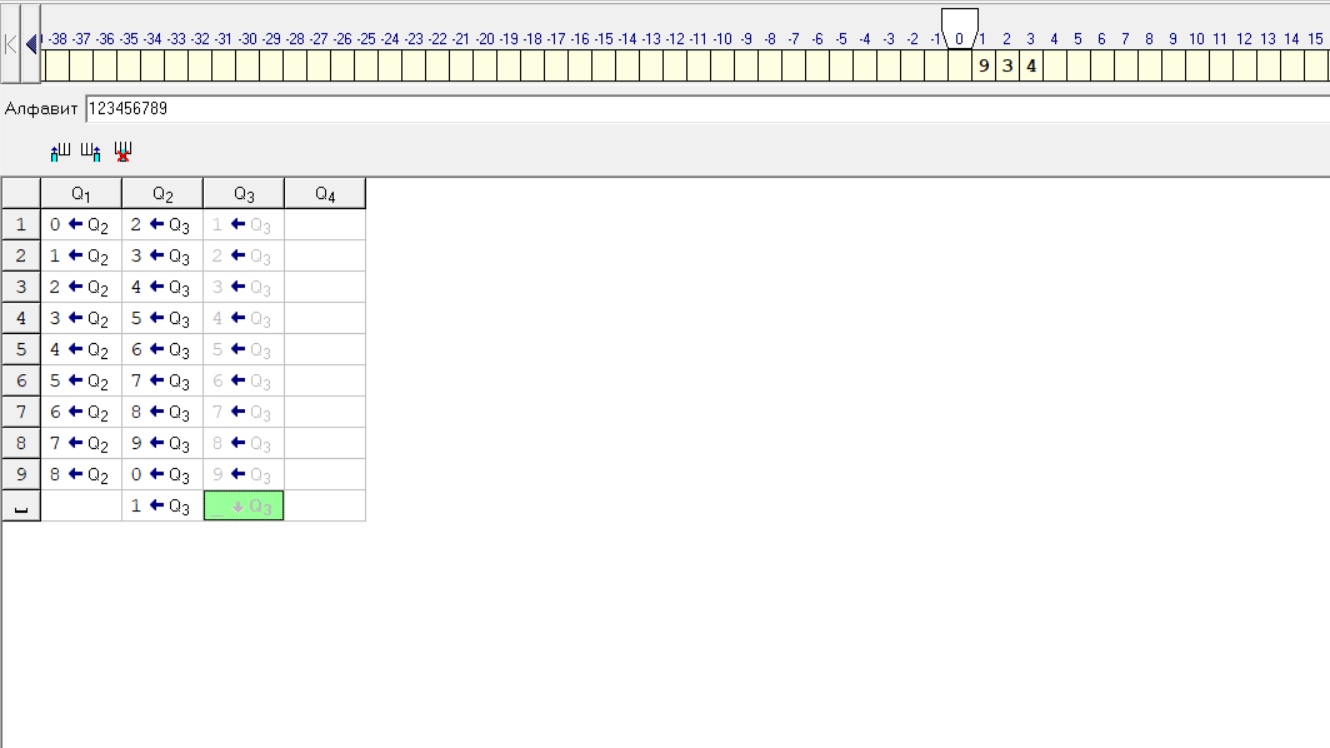 -38 -37 -36 -35 -34 -33 -32 -31 -30 -29 -28 -27 -26 -25 -24 -23 -22 -21 -20 -19 -18 -17 -16 -15 -14 -13 -12 -11 -10 -9 -8 -7 -6 -5 -4 -3 -2 -1 0 1 2 3 4 5 6 7 8 9 10 11 12 13 14 15
9 3 4
Алфавит 123456789
Q1 Q2 Q3 Q4
1 0 ← Q2 2 ← Q3 1 ← Q3
2 1 ← Q2 3 ← Q3 2 ← Q3
3 2 ← Q2 4 ← Q3 3 ← Q3
4 3 ← Q2 5 ← Q3 4 ← Q3
5 4 ← Q2 6 ← Q3 5 ← Q3
6 5 ← Q2 7 ← Q3 6 ← Q3
7 6 ← Q2 8 ← Q3 7 ← Q3
8 7 ← Q2 9 ← Q3 8 ← Q3
9 8 ← Q2 0 ← Q3 9 ← Q3
␣ 1 ← Q3 _ ↓ Q3